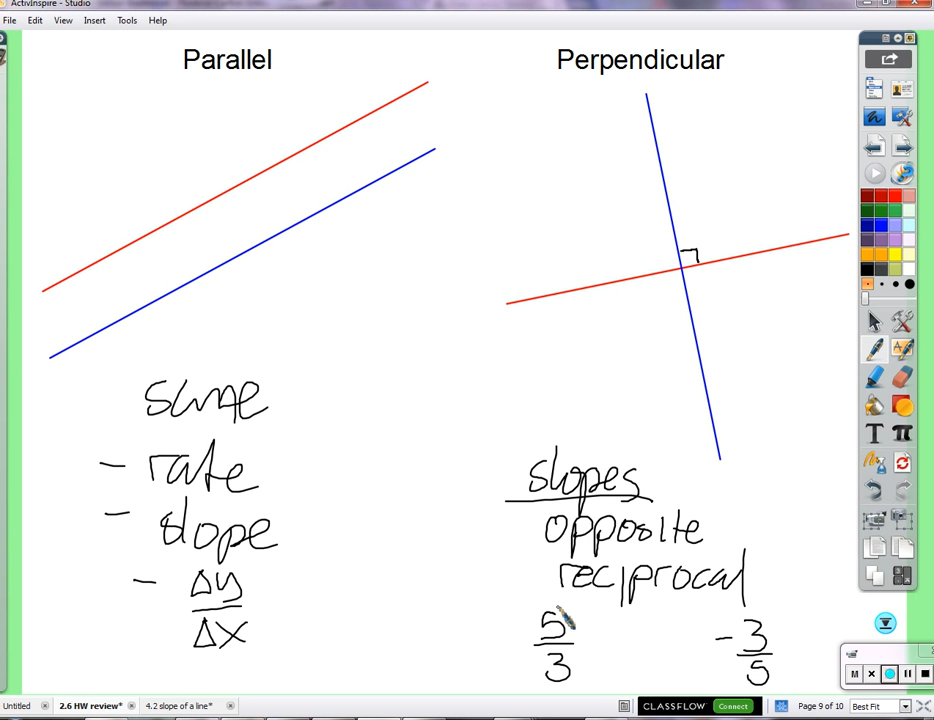 ActivInspire - Studio
File Edit View Insert Tools Help
Parallel
Perpendicular
same
- rate
- slope
- Δy
Δx
slopes
opposite
reciprocal
5
3
- 3
5
M
Untitled 2.6 HW review* 4.2 slope of a line* CLASSFLOW Connect Page 9 of 10 Best Fit